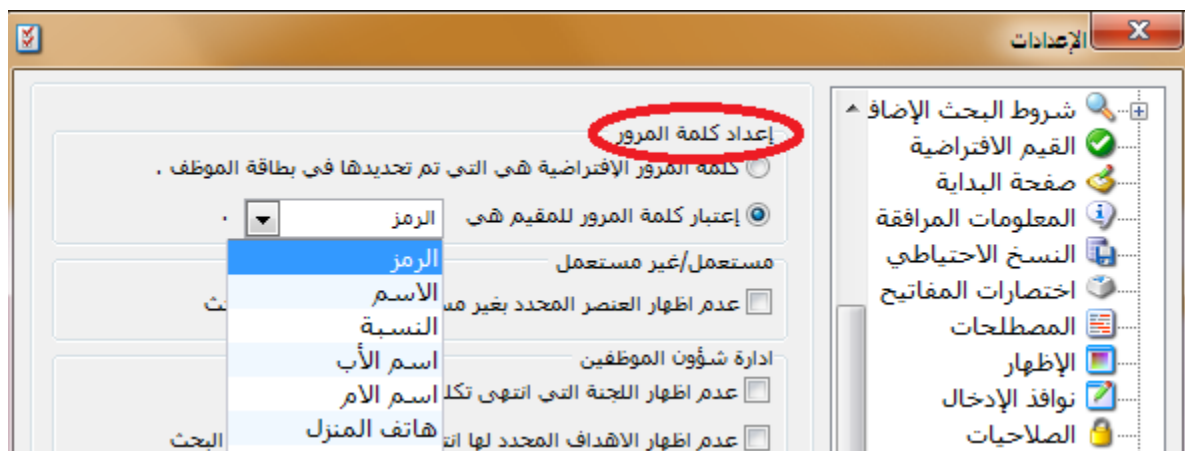 الإعدادات
شروط البحث الإضاف
القيم الافتراضية
صفحة البداية
المعلومات المرافقة
النسخ الاحتياطي
اختصارات المفاتيح
المصطلحات
الإظهار
نوافذ الإدخال
الصلاحيات
إعداد كلمة المرور
كلمة المرور الإفتراضية هي التي تم تحديدها في بطاقة الموظف .
إعتبار كلمة المرور للمقيم هي الرمز .
الرمز
الاسم
النسبة
اسم الأب
اسم الام
هاتف المنزل
مستعمل/غير مستعمل
عدم اظهار العنصر المحدد بغير
ادارة شؤون الموظفين
عدم اظهار اللجنة التي انتهى
عدم اظهار الاهداف المحدد لها البحث